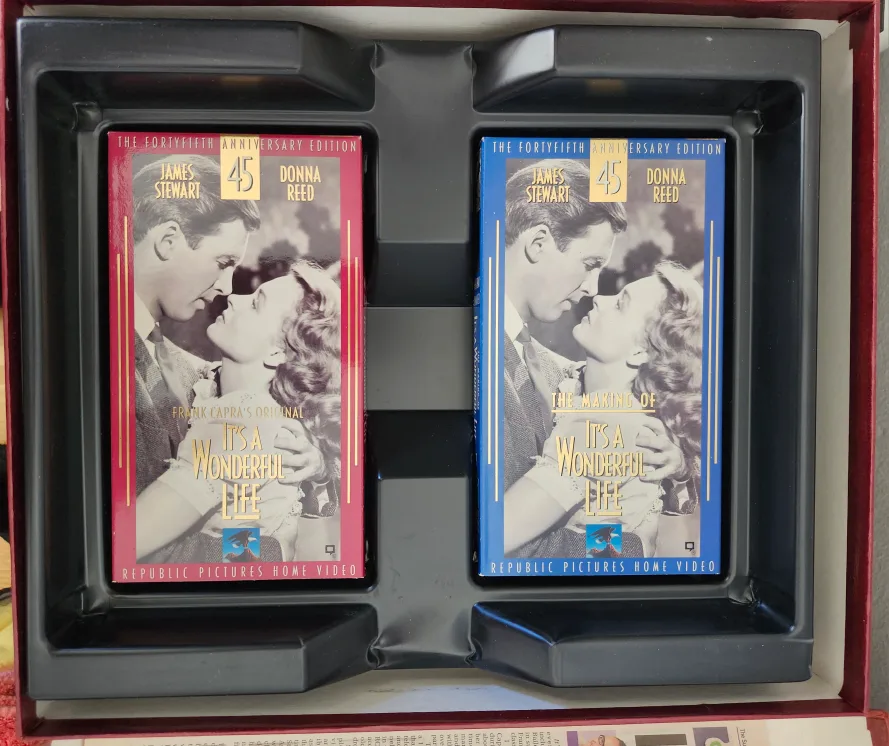 THE FORTYFIFTH ANNIVERSARY EDITION
JAMES
STEWART
45
DONNA
REED
FRANK CAPRA'S ORIGINAL
IT'S A
WONDERFUL
LIFE
REPUBLIC PICTURES HOME VIDEO
THE FORTYFIFTH ANNIVERSARY EDITION
JAMES
STEWART
45
DONNA
REED
THE MAKING OF
IT'S A
WONDERFUL
LIFE
REPUBLIC PICTURES HOME VIDEO